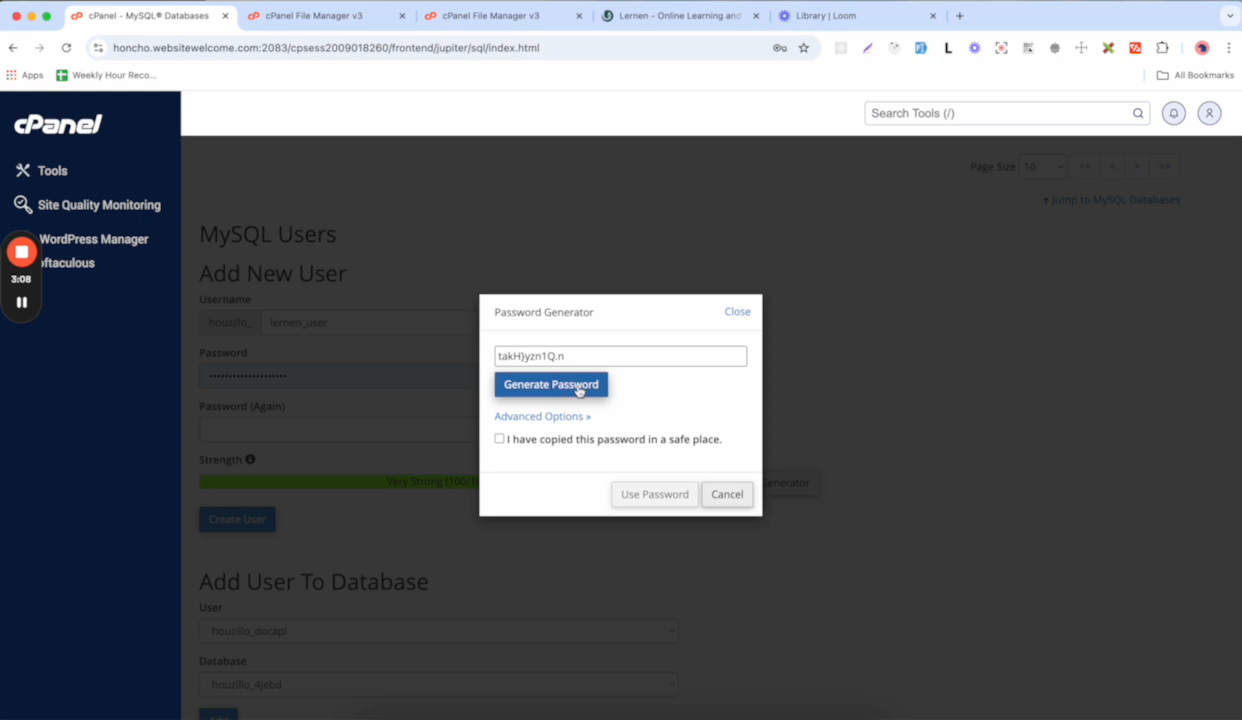 cPanel - MySQL® Databases
cPanel File Manager v3
cPanel File Manager v3
Lernen - Online Learning and
Library | Loom
honcho.websitewelcome.com:2083/cpsess2009018260/frontend/jupiter/sql/index.html
Apps
Weekly Hour Reco...
All Bookmarks
cPanel
Search Tools (/)
Tools
Site Quality Monitoring
WordPress Manager
oftaculous
3:08
Page Size 10
<< < > >>
Jump to MySQL Databases
MySQL Users
Add New User
Username
houzillo_ lernen_user
Password
Password (Again)
Strength
Very Strong (100/1
Generator
Create User
Password Generator
Close
takH}yzn1Q.n
Generate Password
Advanced Options »
I have copied this password in a safe place.
Use Password
Cancel
Add User To Database
User
houzillo_docapi
Database
houzillo_4jebd